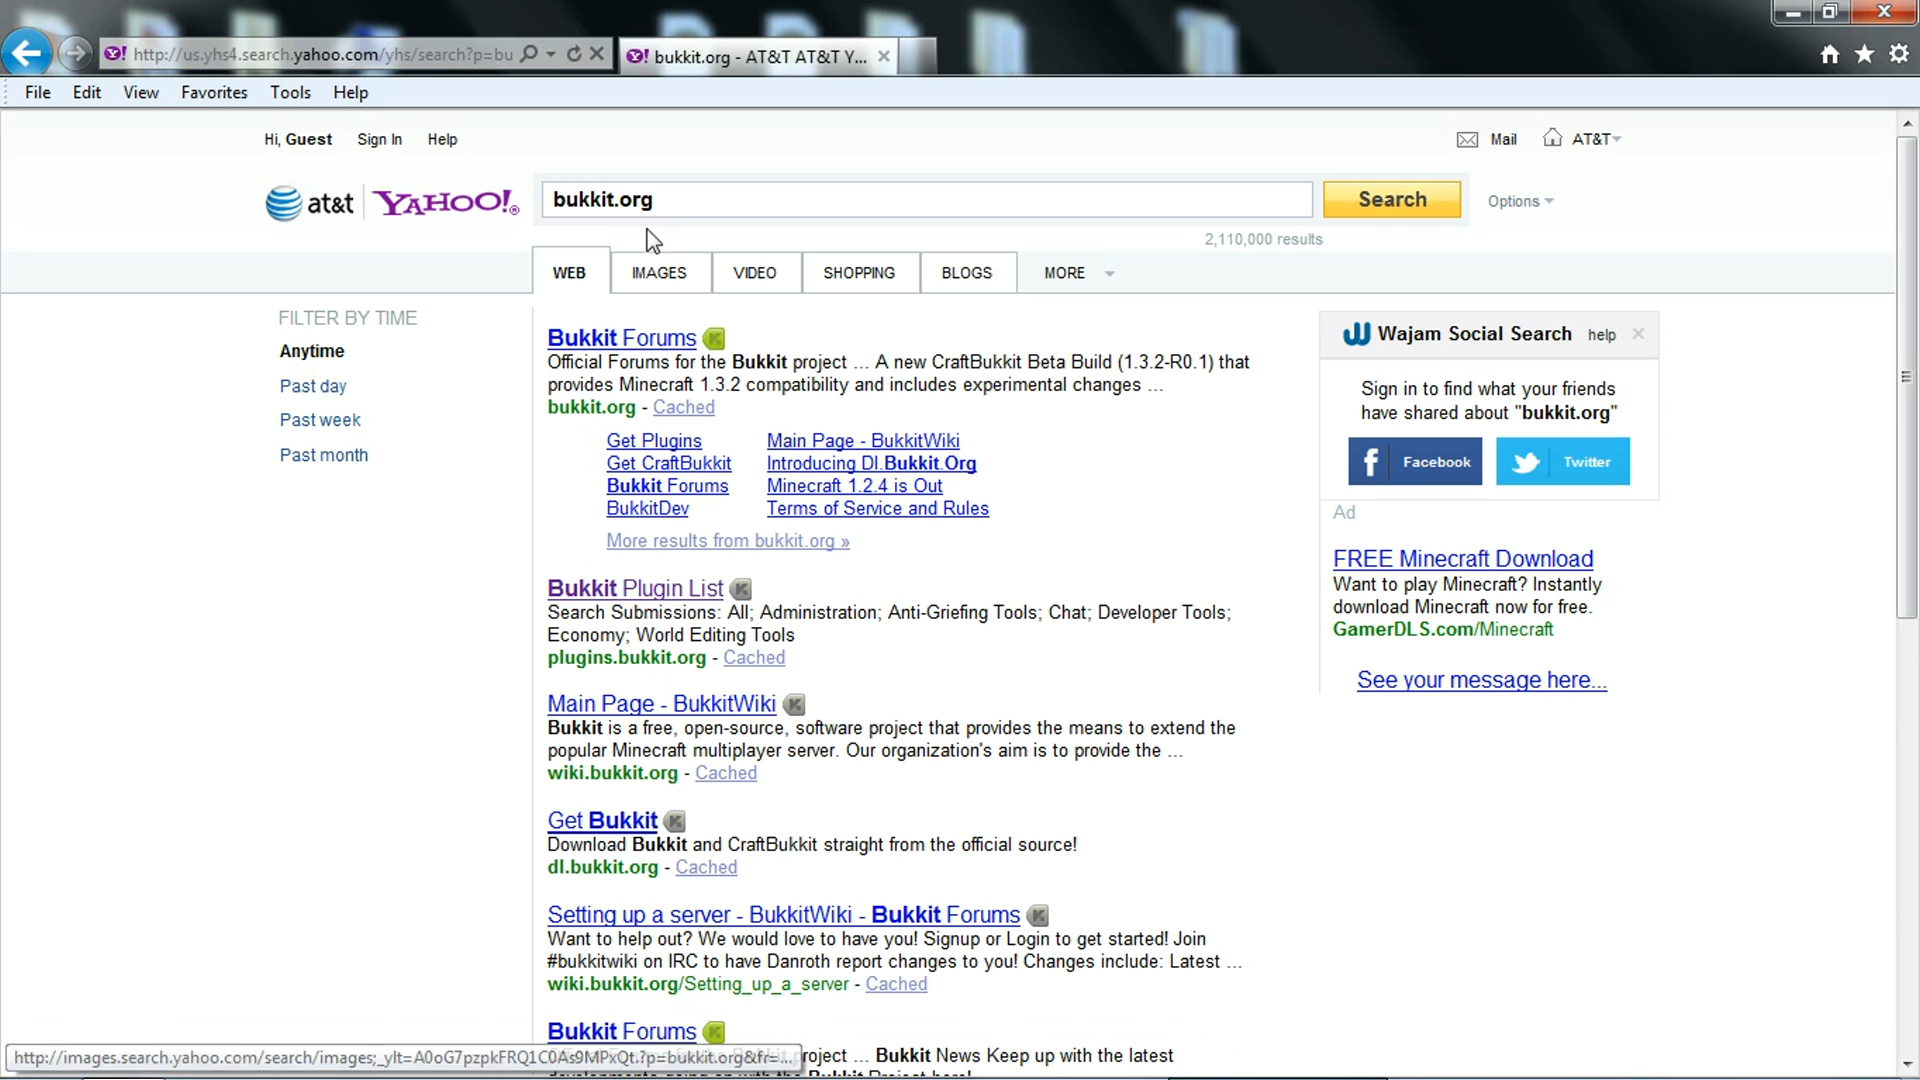 http://us.yhs4.search.yahoo.com/yhs/search?p=bu
bukkit.org - AT&T AT&T Y...
File Edit View Favorites Tools Help
Hi, Guest Sign In Help
Mail AT&T
at&t YAHOO!®
bukkit.org
Search
Options
2,110,000 results
WEB IMAGES VIDEO SHOPPING BLOGS MORE
FILTER BY TIME
Anytime
Past day
Past week
Past month
Bukkit Forums
Official Forums for the Bukkit project ... A new CraftBukkit Beta Build (1.3.2-R0.1) that
provides Minecraft 1.3.2 compatibility and includes experimental changes ...
bukkit.org - Cached
Get Plugins Main Page - BukkitWiki
Get CraftBukkit Introducing Dl.Bukkit.Org
Bukkit Forums Minecraft 1.2.4 is Out
BukkitDev Terms of Service and Rules
More results from bukkit.org »
Bukkit Plugin List
Search Submissions: All; Administration; Anti-Griefing Tools; Chat; Developer Tools;
Economy; World Editing Tools
plugins.bukkit.org - Cached
Main Page - BukkitWiki
Bukkit is a free, open-source, software project that provides the means to extend the
popular Minecraft multiplayer server. Our organization's aim is to provide the ...
wiki.bukkit.org - Cached
Get Bukkit
Download Bukkit and CraftBukkit straight from the official source!
dl.bukkit.org - Cached
Setting up a server - BukkitWiki - Bukkit Forums
Want to help out? We would love to have you! Signup or Login to get started! Join
#bukkitwiki on IRC to have Danroth report changes to you! Changes include: Latest ...
wiki.bukkit.org/Setting_up_a_server - Cached
Bukkit Forums
project ... Bukkit News Keep up with the latest
Wajam Social Search help
Sign in to find what your friends
have shared about "bukkit.org"
Facebook Twitter
Ad
FREE Minecraft Download
Want to play Minecraft? Instantly
download Minecraft now for free.
GamerDLS.com/Minecraft
See your message here...